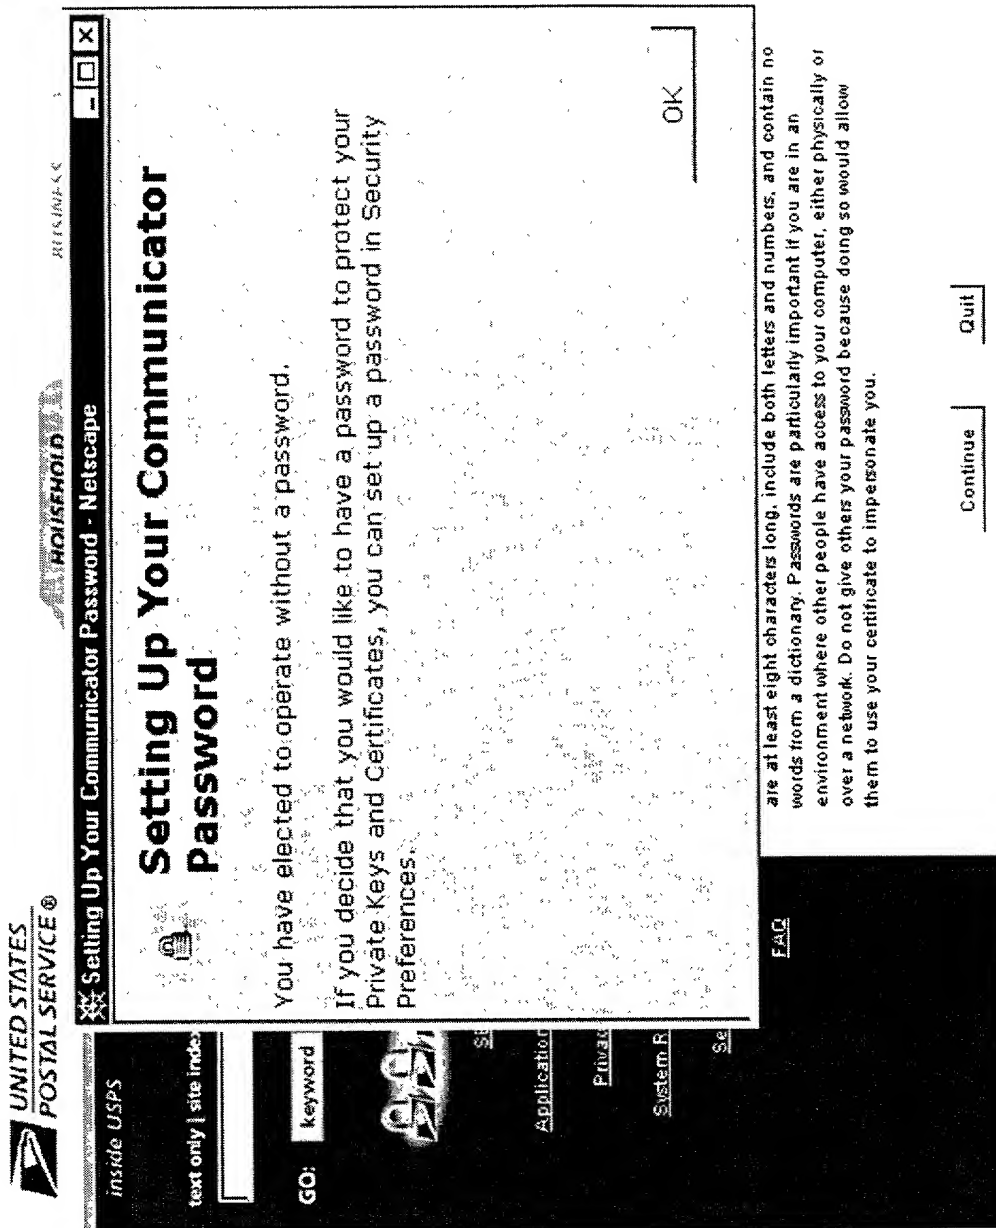 UNITED STATES
POSTAL SERVICE ®
HOUSEHOLD
BUSINESS
inside USPS
text only | site index
GO: keyword
Setting Up Your Communicator Password - Netscape
Setting Up Your Communicator
Password
You have elected to operate without a password.
If you decide that you would like to have a password to protect your
Private Keys and Certificates, you can set up a password in Security
Preferences.
OK
Application
Privac
System R
Se
FAQ
are at least eight characters long, include both letters and numbers, and contain no
words from a dictionary. Passwords are particularly important if you are in an
environment where other people have access to your computer, either physically or
over a network. Do not give others your password because doing so would allow
them to use your certificate to impersonate you.
Continue
Quit